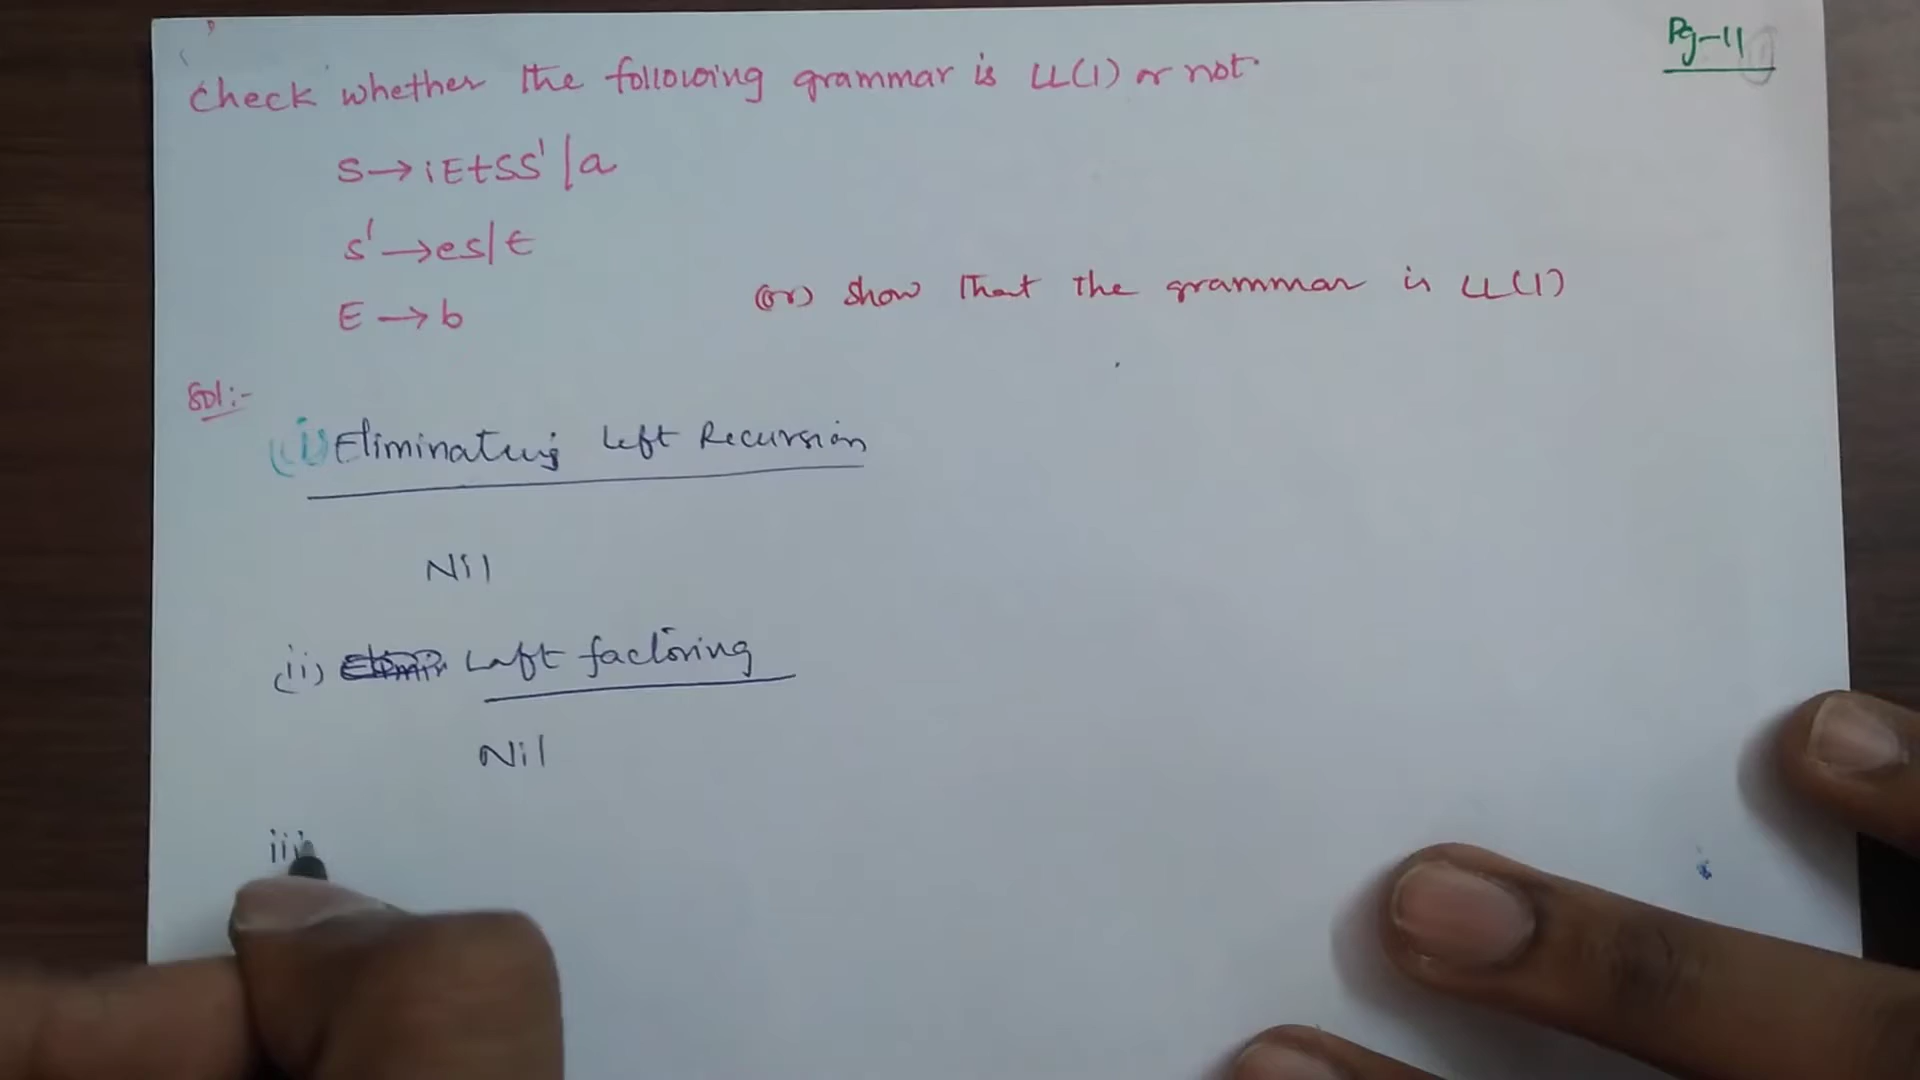 Pg-11
check whether the following grammar is LL(1) or not.
S→iEtSS'|a
s'→es|ϵ
E→b
(or) show that the grammar is LL(1)
Sol:-
(i) Eliminating Left Recursion
Nil
(ii) Left factoring
Nil
iii